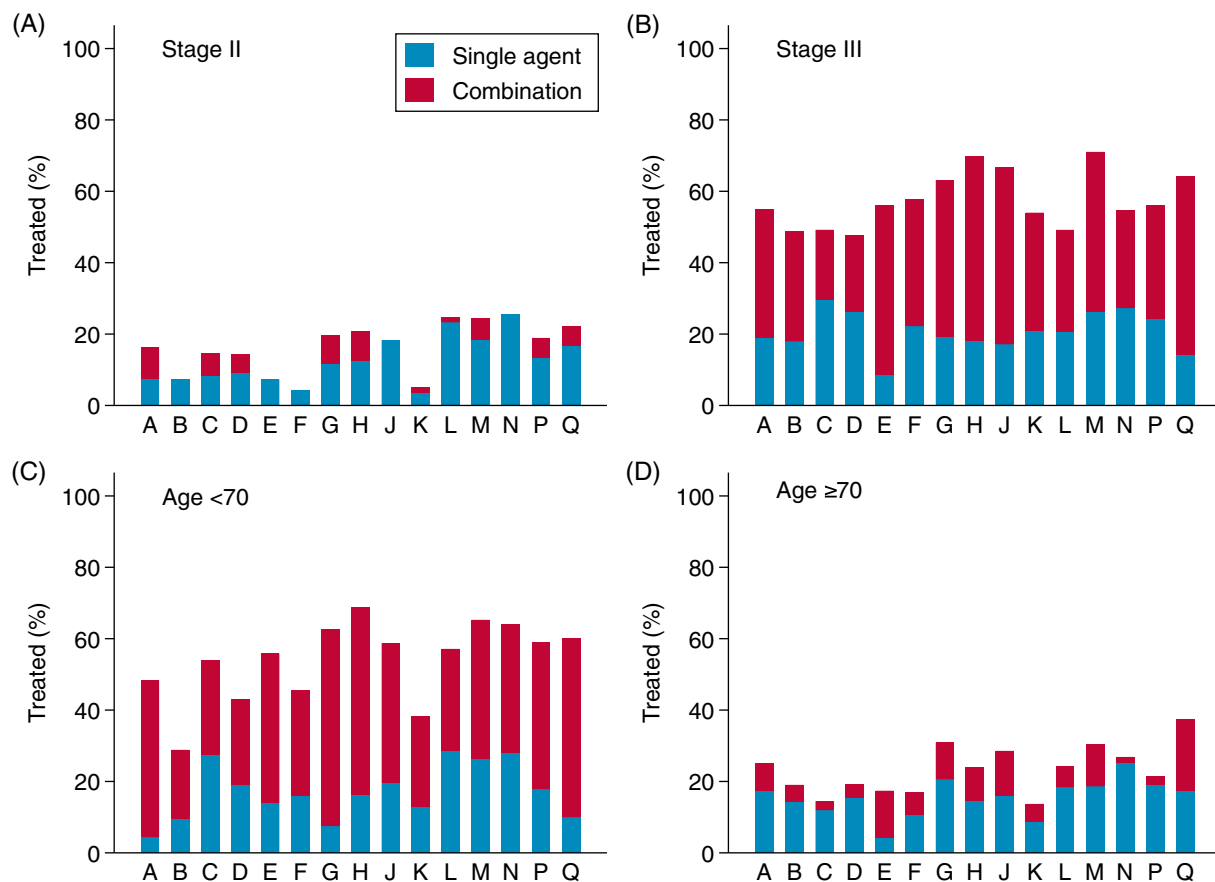 (A)
Stage II
Single agent
Combination
Treated (%)
100
80
60
40
20
0
A B C D E F G H J K L M N P Q
(B)
Stage III
Treated (%)
100
80
60
40
20
0
A B C D E F G H J K L M N P Q
(C)
Age <70
Treated (%)
100
80
60
40
20
0
A B C D E F G H J K L M N P Q
(D)
Age ≥70
Treated (%)
100
80
60
40
20
0
A B C D E F G H J K L M N P Q